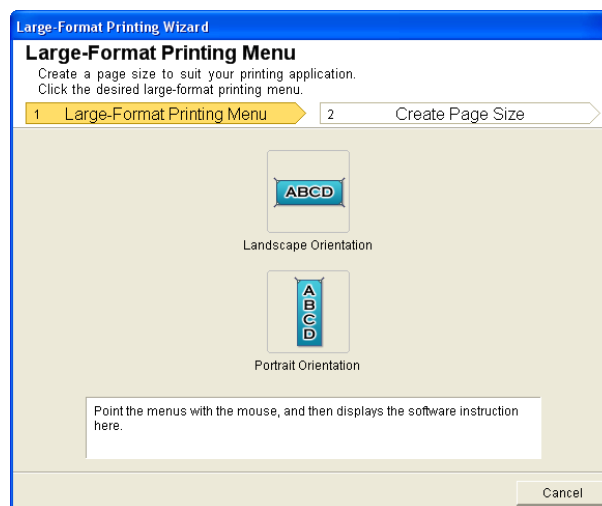 Large-Format Printing Wizard
Large-Format Printing Menu
Create a page size to suit your printing application.
Click the desired large-format printing menu.
1 Large-Format Printing Menu
2 Create Page Size
ABCD
Landscape Orientation
A
B
C
D
Portrait Orientation
Point the menus with the mouse, and then displays the software instruction
here.
Cancel